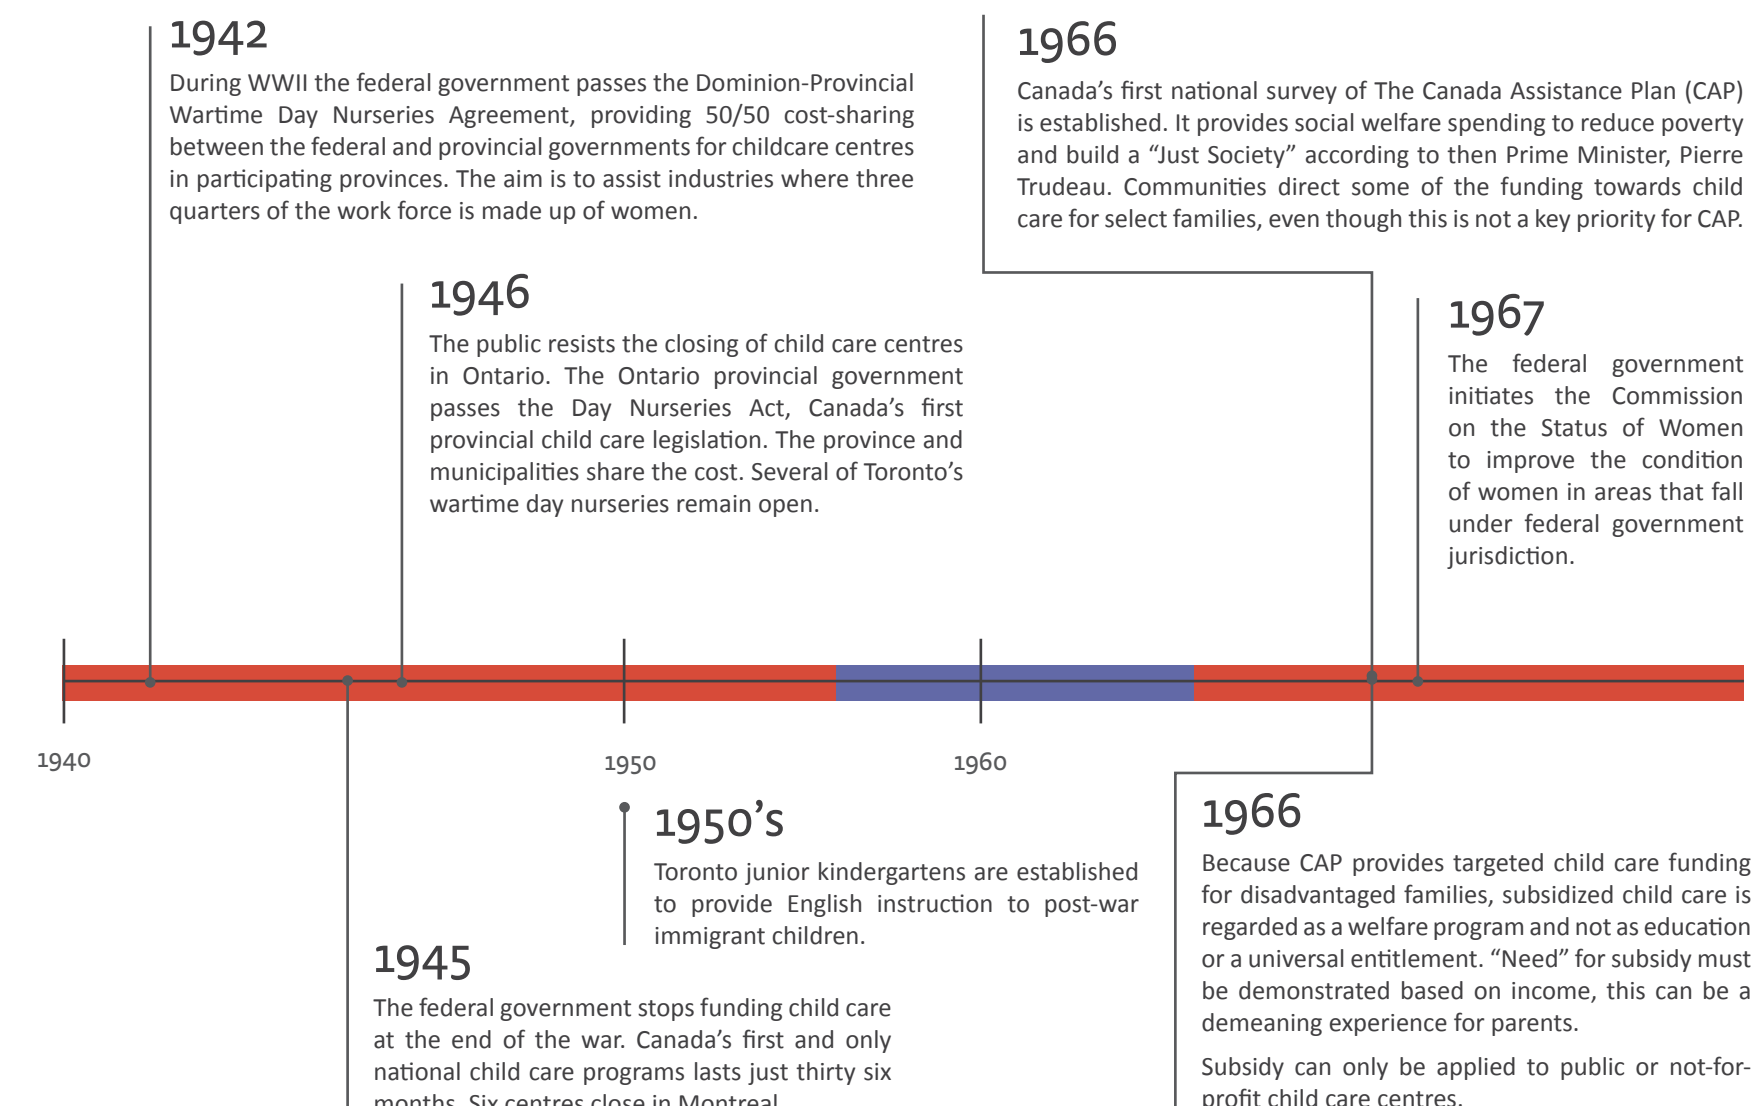 1942
During WWII the federal government passes the Dominion-Provincial
Wartime Day Nurseries Agreement, providing 50/50 cost-sharing
between the federal and provincial governments for childcare centres
in participating provinces. The aim is to assist industries where three
quarters of the work force is made up of women.
1966
Canada’s first national survey of The Canada Assistance Plan (CAP)
is established. It provides social welfare spending to reduce poverty
and build a “Just Society” according to then Prime Minister, Pierre
Trudeau. Communities direct some of the funding towards child
care for select families, even though this is not a key priority for CAP.
1946
The public resists the closing of child care centres
in Ontario. The Ontario provincial government
passes the Day Nurseries Act, Canada’s first
provincial child care legislation. The province and
municipalities share the cost. Several of Toronto’s
wartime day nurseries remain open.
1967
The federal government
initiates the Commission
on the Status of Women
to improve the condition
of women in areas that fall
under federal government
jurisdiction.
1940
1950
1960
1950’s
Toronto junior kindergartens are established
to provide English instruction to post-war
immigrant children.
1945
The federal government stops funding child care
at the end of the war. Canada’s first and only
national child care programs lasts just thirty six
months. Six centres close in Montreal.
1966
Because CAP provides targeted child care funding
for disadvantaged families, subsidized child care is
regarded as a welfare program and not as education
or a universal entitlement. “Need” for subsidy must
be demonstrated based on income, this can be a
demeaning experience for parents.
Subsidy can only be applied to public or not-for-
profit child care centres.